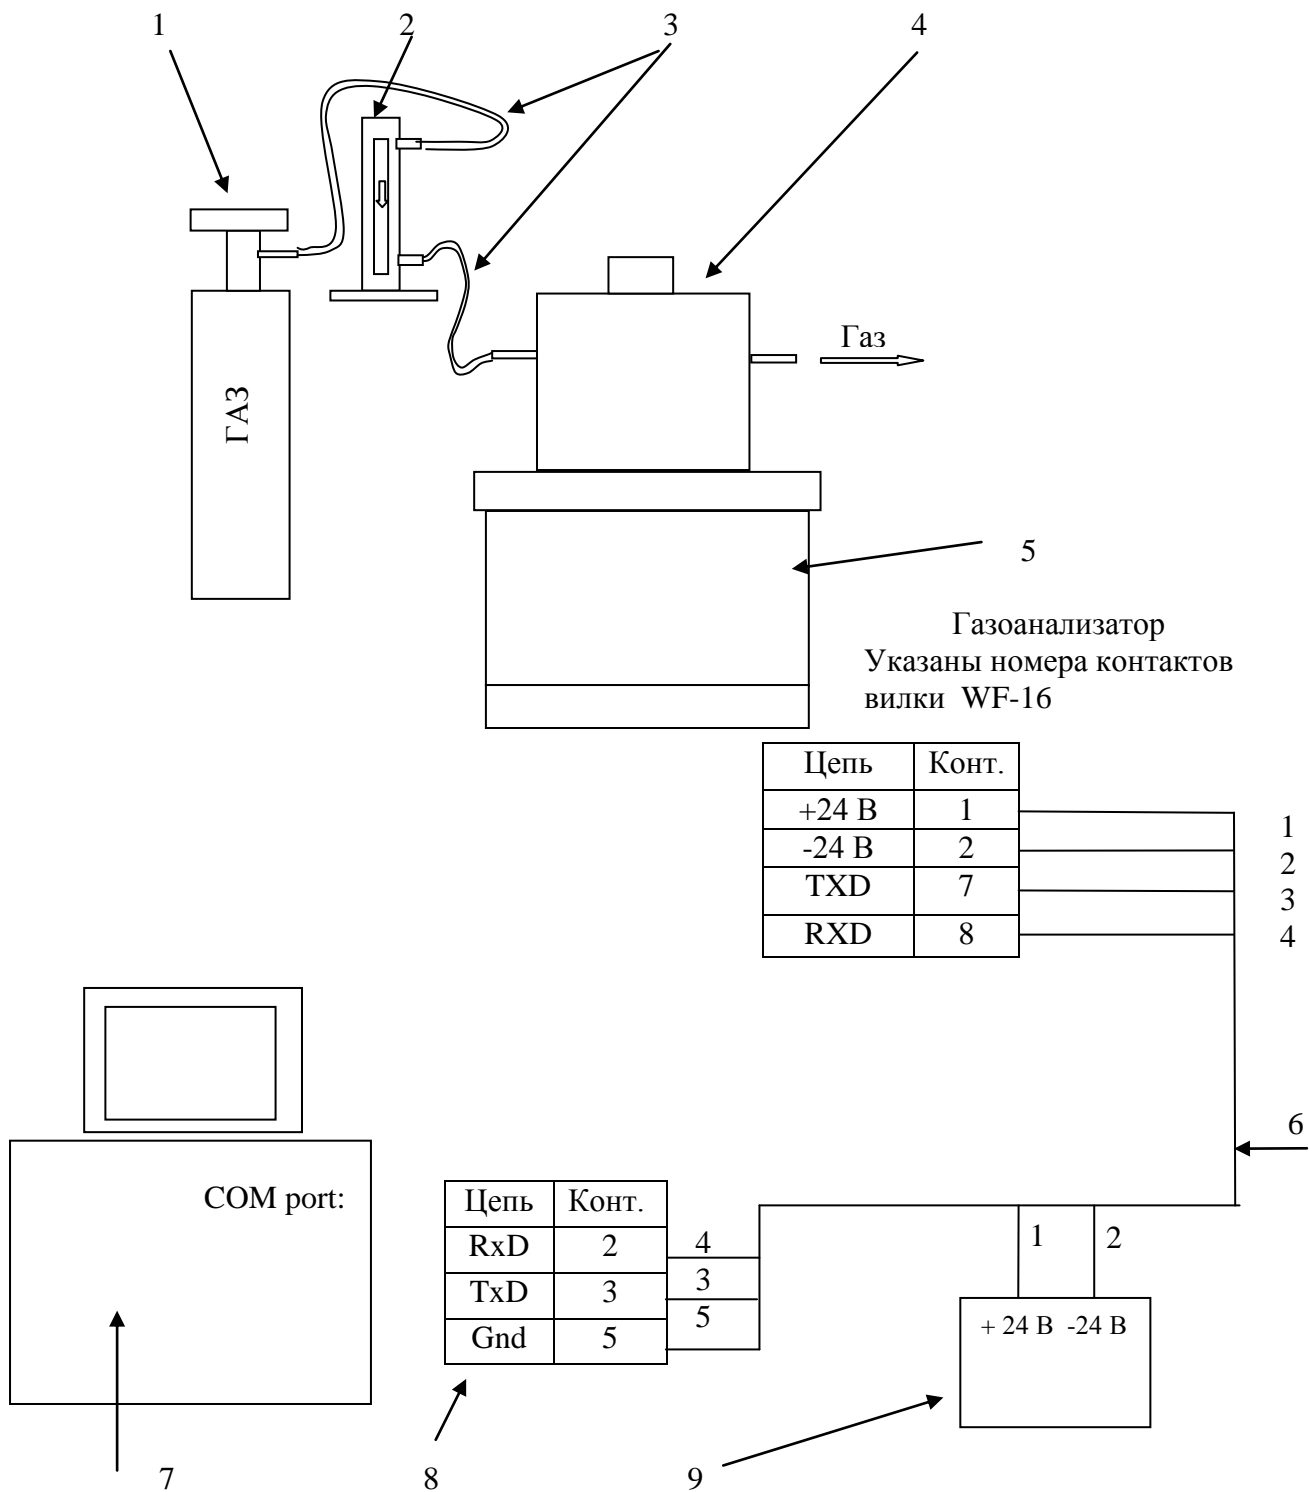 1 2 3 4
Газ
ГАЗ
5
Газоанализатор
Указаны номера контактов
вилки WF-16
Цепь Конт.
+24 В 1
-24 В 2
TXD 7
RXD 8
1
2
3
4
6
COM port:
Цепь Конт.
RxD 2
TxD 3
Gnd 5
4
3
5
1 2
+ 24 В -24 В
7 8 9